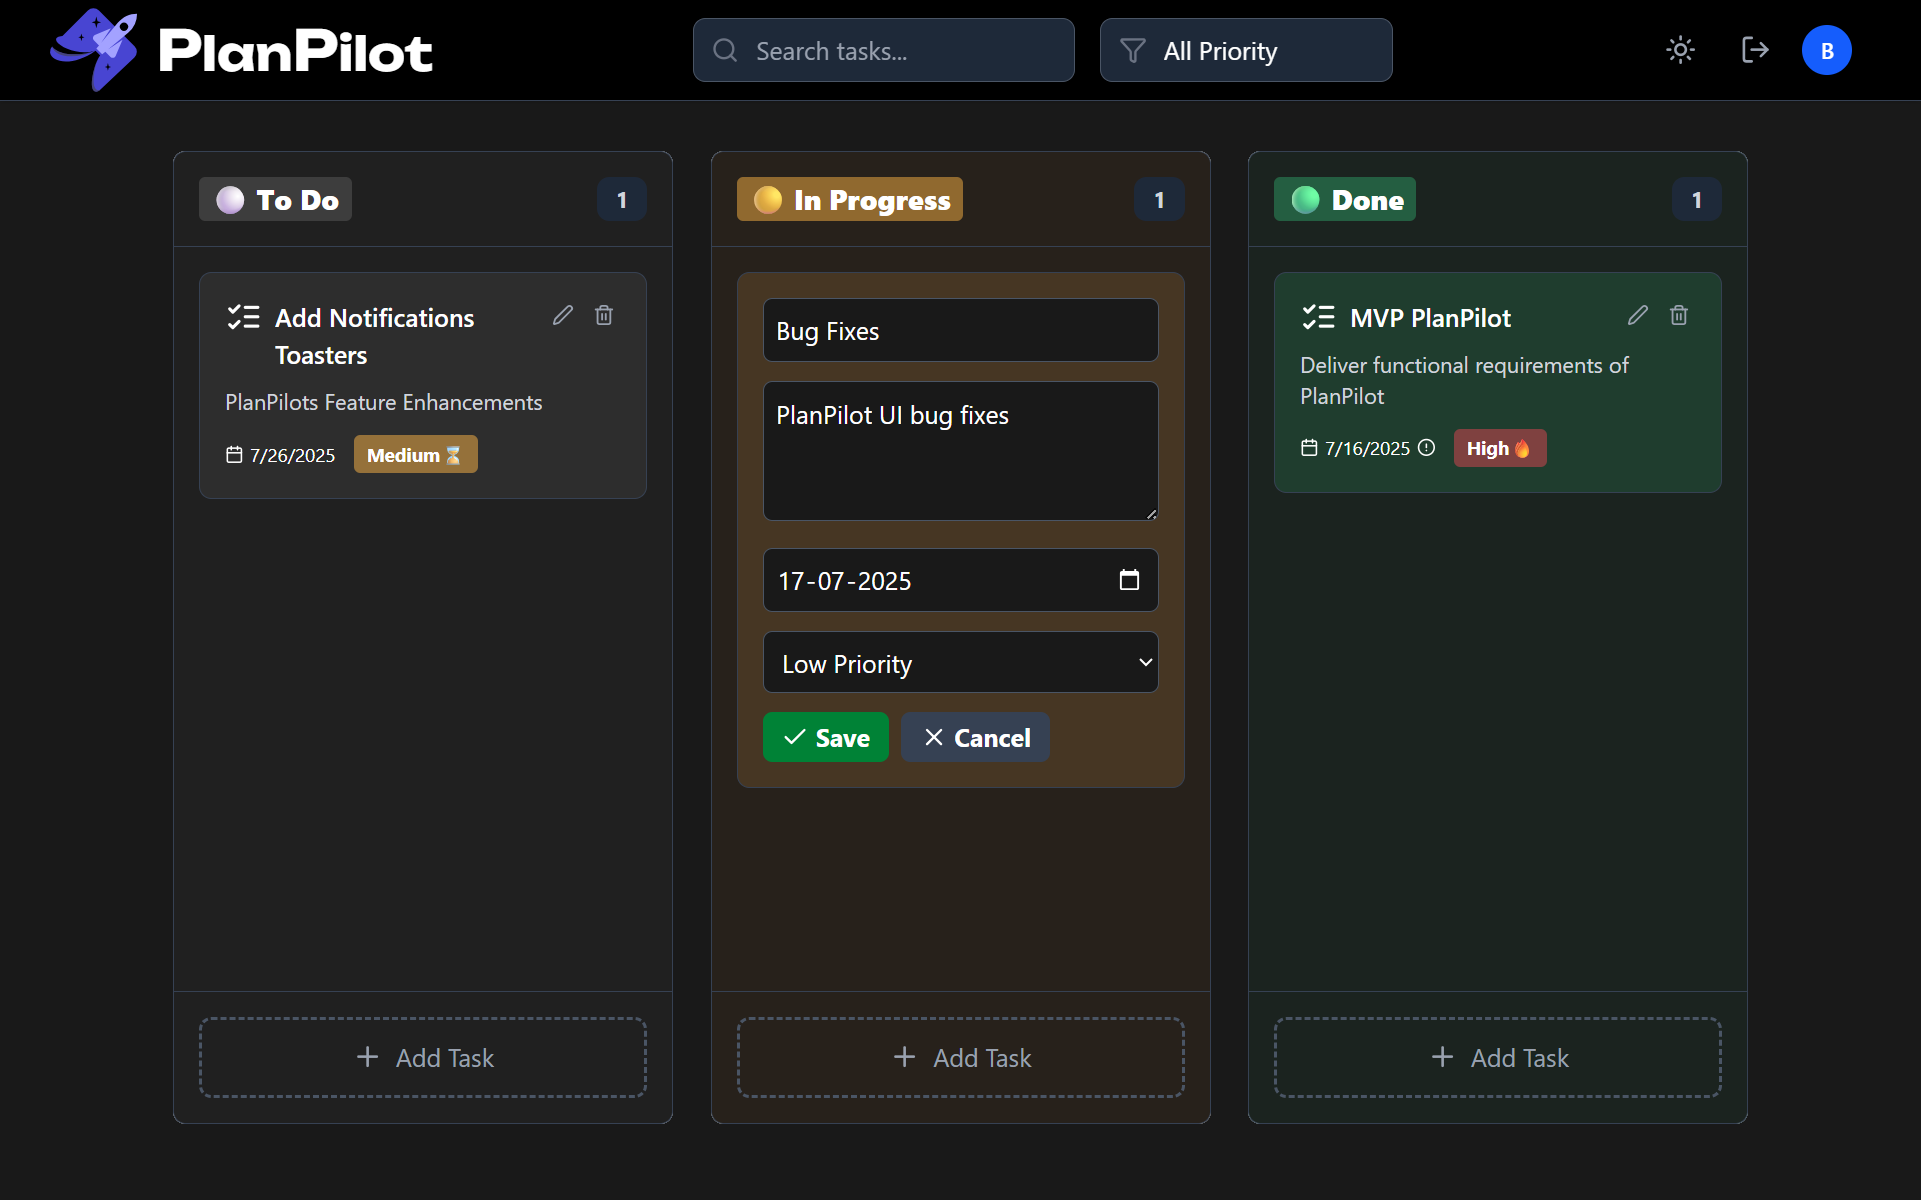 PlanPilot
Search tasks...
All Priority
B
To Do
1
Add Notifications
Toasters
PlanPilots Feature Enhancements
7/26/2025
Medium
Add Task
In Progress
1
Bug Fixes
PlanPilot UI bug fixes
17-07-2025
Low Priority
Save
Cancel
Add Task
Done
1
MVP PlanPilot
Deliver functional requirements of
PlanPilot
7/16/2025
High
Add Task